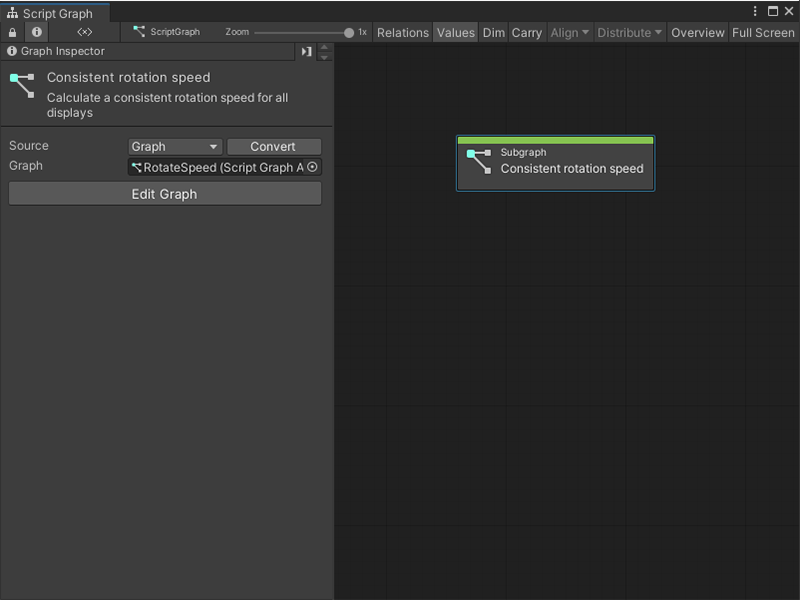 Script Graph
<×> ScriptGraph Zoom 1x Relations Values Dim Carry Align Distribute Overview Full Screen
Graph Inspector
Consistent rotation speed
Calculate a consistent rotation speed for all
displays
Source Graph Convert
Graph RotateSpeed (Script Graph A
Edit Graph
Subgraph
Consistent rotation speed